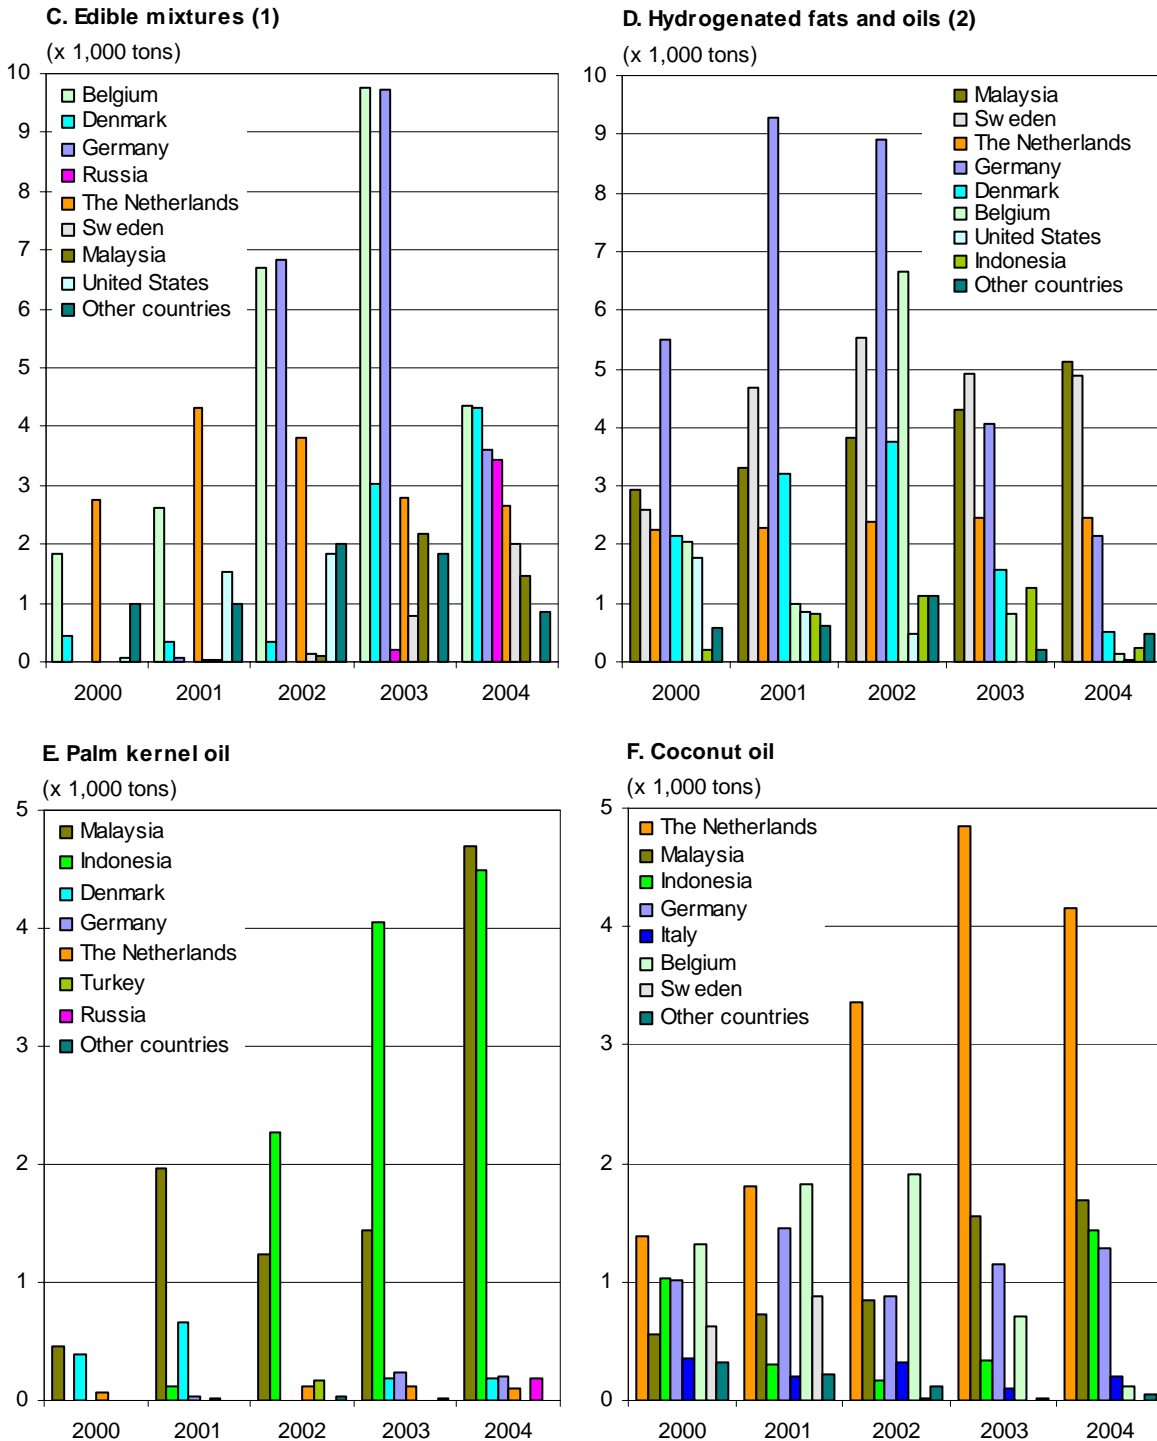 C. Edible mixtures (1)
(x 1,000 tons)
10
9
8
7
6
5
4
3
2
1
0
Belgium
Denmark
Germany
Russia
The Netherlands
Sweden
Malaysia
United States
Other countries
2000 2001 2002 2003 2004
D. Hydrogenated fats and oils (2)
(x 1,000 tons)
10
9
8
7
6
5
4
3
2
1
0
Malaysia
Sweden
The Netherlands
Germany
Denmark
Belgium
United States
Indonesia
Other countries
2000 2001 2002 2003 2004
E. Palm kernel oil
(x 1,000 tons)
5
4
3
2
1
0
Malaysia
Indonesia
Denmark
Germany
The Netherlands
Turkey
Russia
Other countries
2000 2001 2002 2003 2004
F. Coconut oil
(x 1,000 tons)
5
4
3
2
1
0
The Netherlands
Malaysia
Indonesia
Germany
Italy
Belgium
Sweden
Other countries
2000 2001 2002 2003 2004